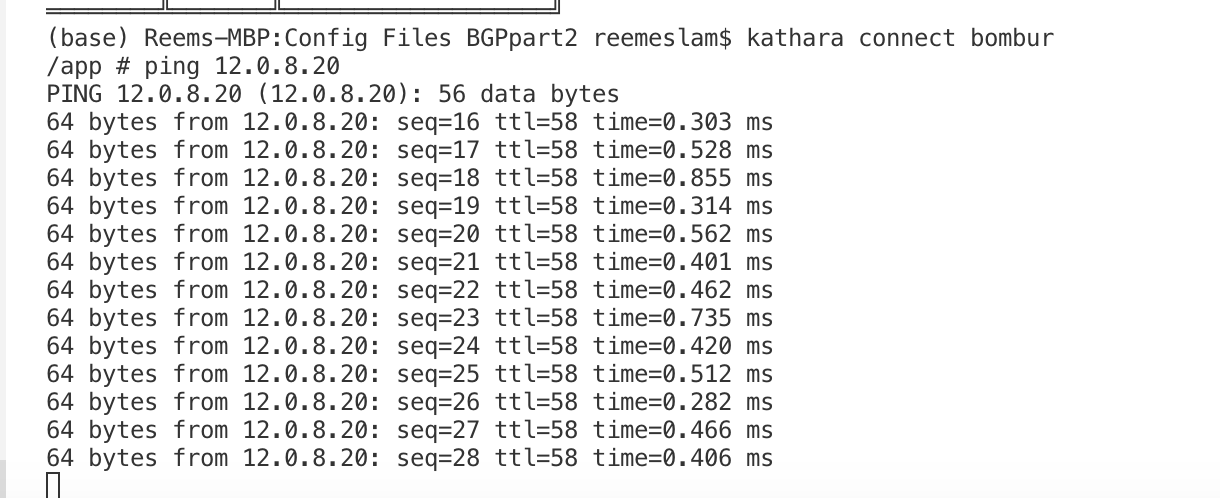 (base) Reems-MBP:Config Files BGPpart2 reemeslam$ kathara connect bombur
/app # ping 12.0.8.20
PING 12.0.8.20 (12.0.8.20): 56 data bytes
64 bytes from 12.0.8.20: seq=16 ttl=58 time=0.303 ms
64 bytes from 12.0.8.20: seq=17 ttl=58 time=0.528 ms
64 bytes from 12.0.8.20: seq=18 ttl=58 time=0.855 ms
64 bytes from 12.0.8.20: seq=19 ttl=58 time=0.314 ms
64 bytes from 12.0.8.20: seq=20 ttl=58 time=0.562 ms
64 bytes from 12.0.8.20: seq=21 ttl=58 time=0.401 ms
64 bytes from 12.0.8.20: seq=22 ttl=58 time=0.462 ms
64 bytes from 12.0.8.20: seq=23 ttl=58 time=0.735 ms
64 bytes from 12.0.8.20: seq=24 ttl=58 time=0.420 ms
64 bytes from 12.0.8.20: seq=25 ttl=58 time=0.512 ms
64 bytes from 12.0.8.20: seq=26 ttl=58 time=0.282 ms
64 bytes from 12.0.8.20: seq=27 ttl=58 time=0.466 ms
64 bytes from 12.0.8.20: seq=28 ttl=58 time=0.406 ms